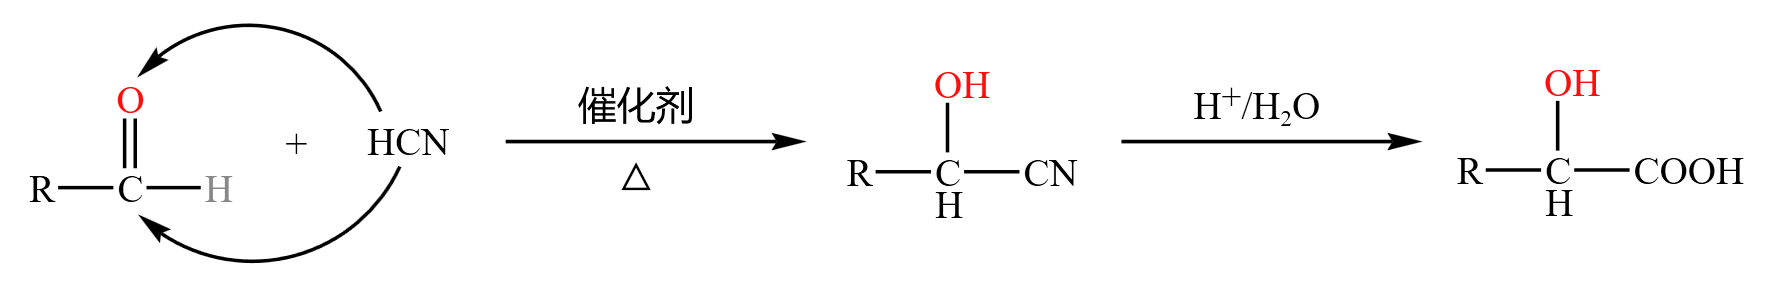 O
R C H + HCN
催化剂
△
OH
R C CN
H
H⁺/H₂O
OH
R C COOH
H